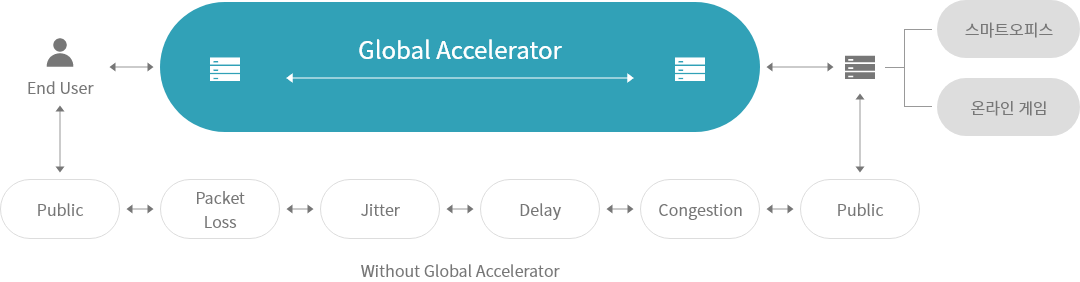 Global Accelerator
End User
스마트오피스
온라인 게임
Public
Packet
Loss
Jitter
Delay
Congestion
Public
Without Global Accelerator